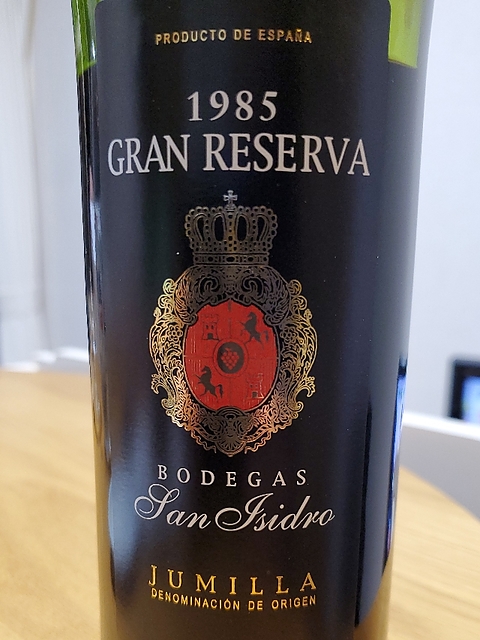 PRODUCTO DE ESPAÑA
1985
GRAN RESERVA
BODEGAS
San Isidro
JUMILLA
DENOMINACIÓN DE ORIGEN